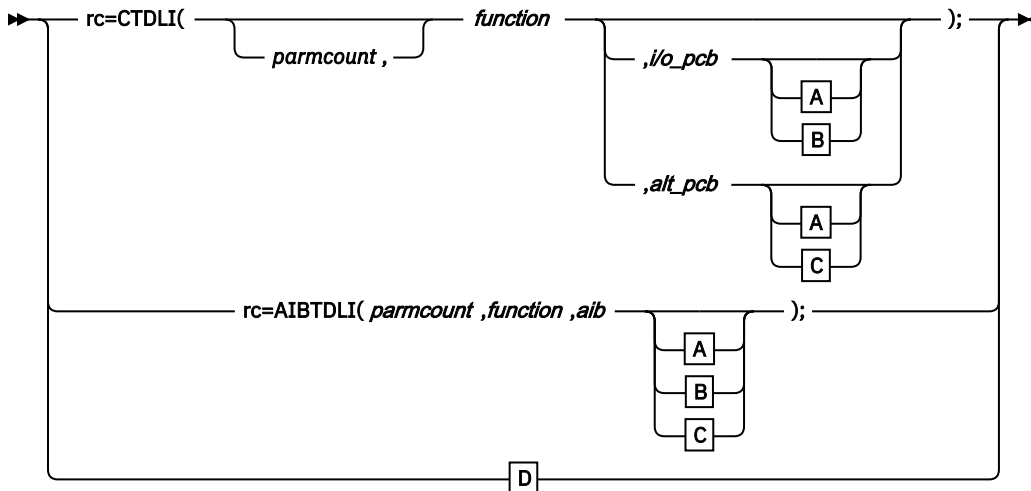 rc=CTDLI( parmcount , function ,i/o_pcb A B ,alt_pcb A C );
rc=AIBTDLI( parmcount ,function ,aib A B C );
D